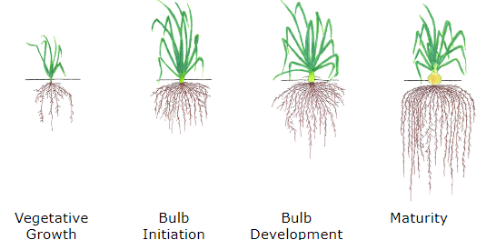 Vegetative
Growth
Bulb
Initiation
Bulb
Development
Maturity